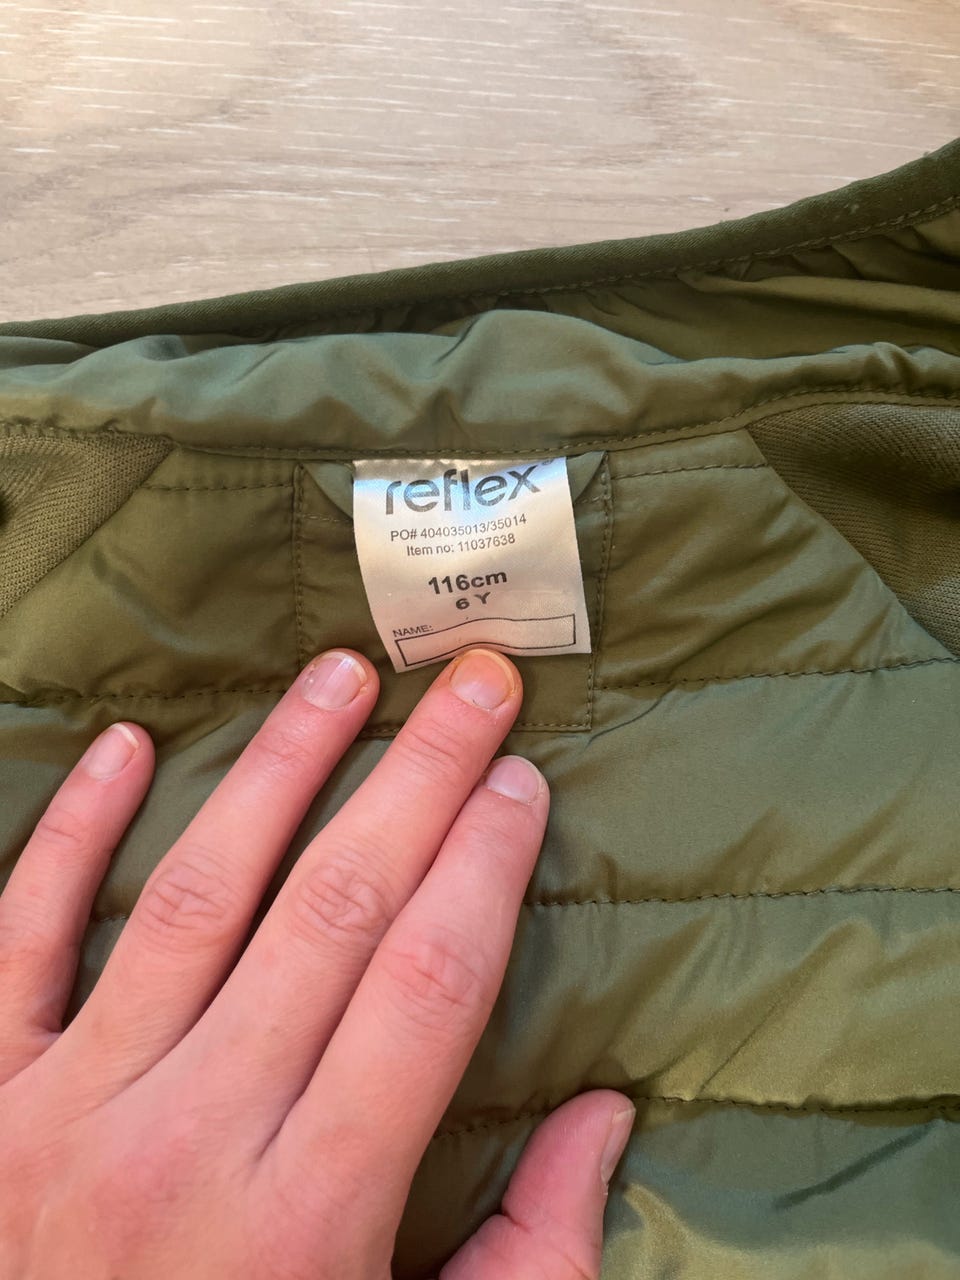 reflex®
PO# 404035013/35014
Item no: 11037638
116cm
6 Y
NAME: